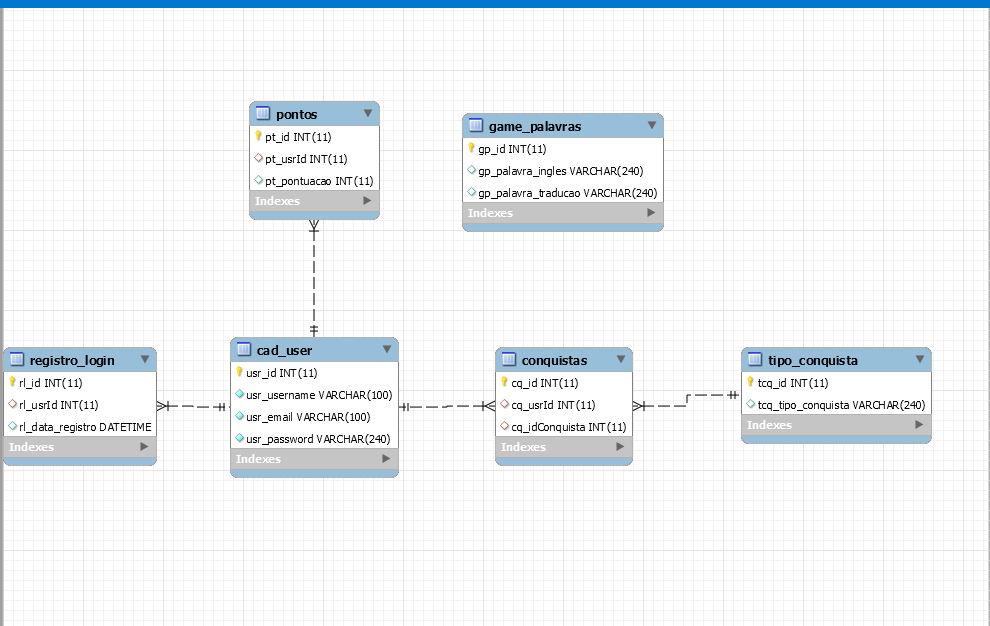 pontos
pt_id INT(11)
pt_usrId INT(11)
pt_pontuacao INT(11)
Indexes
game_palavras
gp_id INT(11)
gp_palavra_ingles VARCHAR(240)
gp_palavra_traducao VARCHAR(240)
Indexes
registro_login
rl_id INT(11)
rl_usrId INT(11)
rl_data_registro DATETIME
Indexes
cad_user
usr_id INT(11)
usr_username VARCHAR(100)
usr_email VARCHAR(100)
usr_password VARCHAR(240)
Indexes
conquistas
cq_id INT(11)
cq_usrId INT(11)
cq_idConquista INT(11)
Indexes
tipo_conquista
tcq_id INT(11)
tcq_tipo_conquista VARCHAR(240)
Indexes